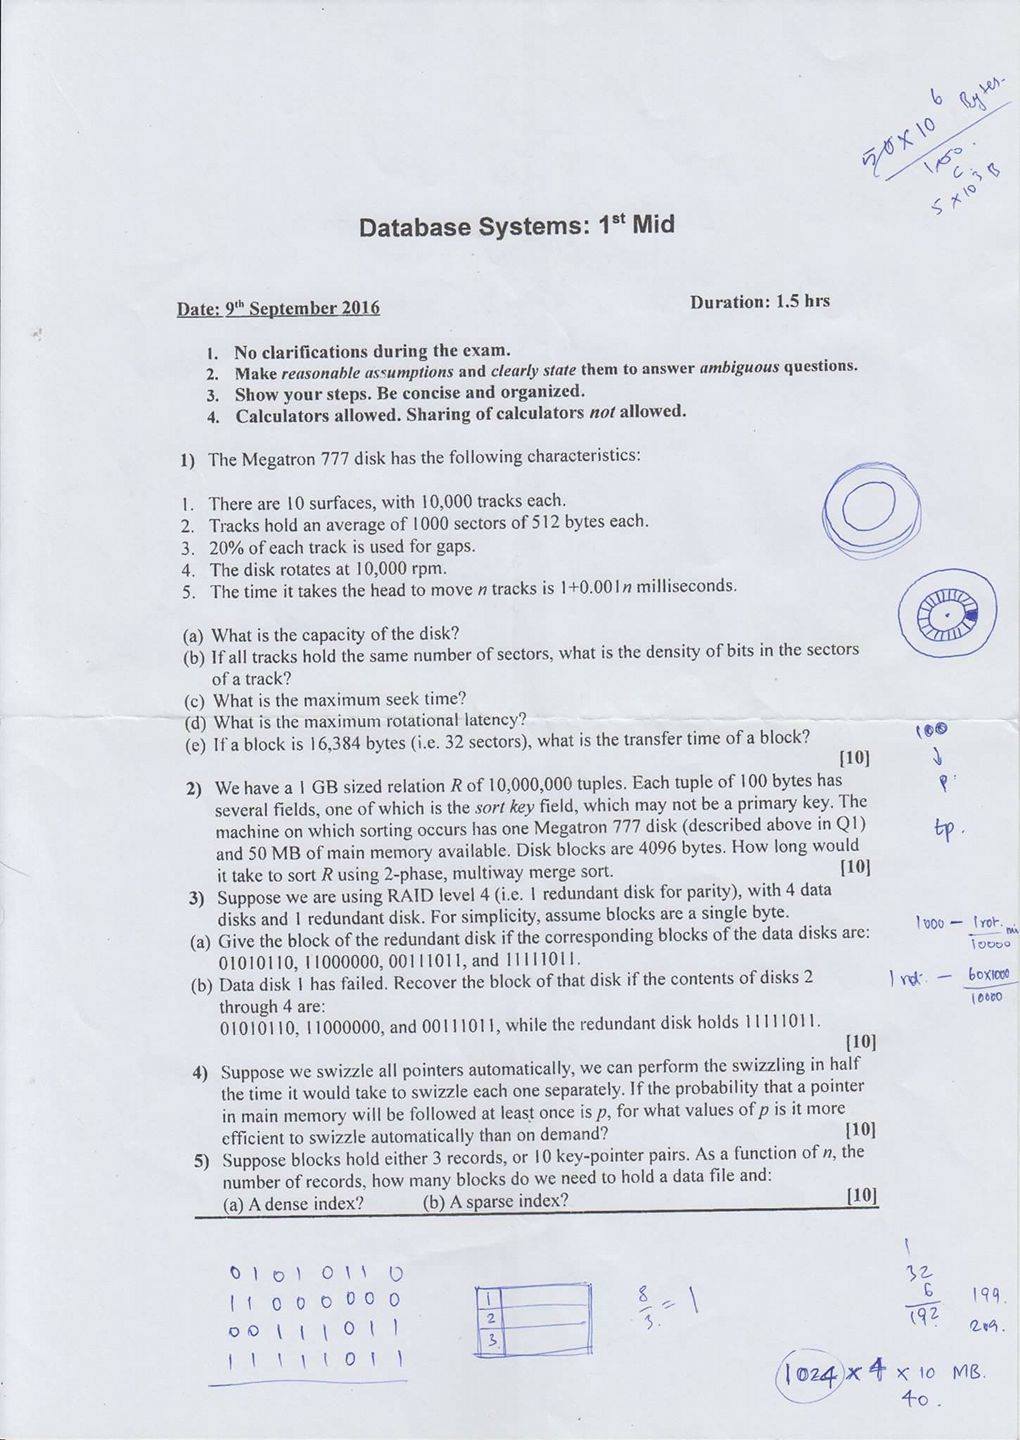 50 x 10^6 Bytes.
5 x 10^3 B
Database Systems: 1st Mid
Date: 9th September 2016 Duration: 1.5 hrs
1. No clarifications during the exam.
2. Make reasonable assumptions and clearly state them to answer ambiguous questions.
3. Show your steps. Be concise and organized.
4. Calculators allowed. Sharing of calculators not allowed.
1) The Megatron 777 disk has the following characteristics:
1. There are 10 surfaces, with 10,000 tracks each.
2. Tracks hold an average of 1000 sectors of 512 bytes each.
3. 20% of each track is used for gaps.
4. The disk rotates at 10,000 rpm.
5. The time it takes the head to move n tracks is 1+0.001n milliseconds.
(a) What is the capacity of the disk?
(b) If all tracks hold the same number of sectors, what is the density of bits in the sectors
of a track?
(c) What is the maximum seek time?
(d) What is the maximum rotational latency?
(e) If a block is 16,384 bytes (i.e. 32 sectors), what is the transfer time of a block?
[10]
100
↓
P
tp.
2) We have a 1 GB sized relation R of 10,000,000 tuples. Each tuple of 100 bytes has
several fields, one of which is the sort key field, which may not be a primary key. The
machine on which sorting occurs has one Megatron 777 disk (described above in Q1)
and 50 MB of main memory available. Disk blocks are 4096 bytes. How long would
it take to sort R using 2-phase, multiway merge sort. [10]
3) Suppose we are using RAID level 4 (i.e. 1 redundant disk for parity), with 4 data
disks and 1 redundant disk. For simplicity, assume blocks are a single byte.
(a) Give the block of the redundant disk if the corresponding blocks of the data disks are:
01010110, 11000000, 00111011, and 11111011.
(b) Data disk 1 has failed. Recover the block of that disk if the contents of disks 2
through 4 are:
01010110, 11000000, and 00111011, while the redundant disk holds 11111011.
[10]
1000 - 1 rot. min
10000
1 rot. - 60x1000
10000
4) Suppose we swizzle all pointers automatically, we can perform the swizzling in half
the time it would take to swizzle each one separately. If the probability that a pointer
in main memory will be followed at least once is p, for what values of p is it more
efficient to swizzle automatically than on demand? [10]
5) Suppose blocks hold either 3 records, or 10 key-pointer pairs. As a function of n, the
number of records, how many blocks do we need to hold a data file and:
(a) A dense index? (b) A sparse index? [10]
0 1 0 1 0 1 1 0
1 1 0 0 0 0 0 0
0 0 1 1 1 0 1 1
1 1 1 1 1 0 1 1
1
2
3
8
3. = 1
1
32
6
192
199.
209.
1024 x 4 x 10 MB.
40.